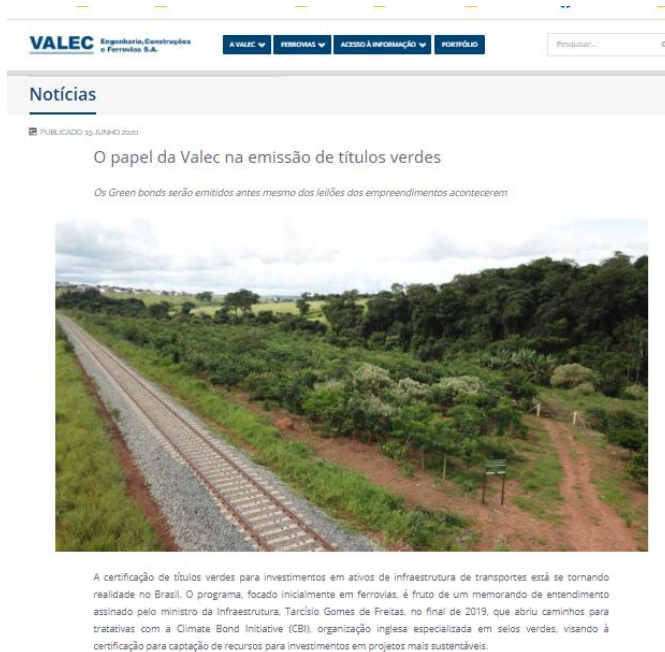 VALEC Engenharia, Construções
e Ferrovias S.A.
A VALEC FERROVIAS ACESSO À INFORMAÇÃO PORTFÓLIO
Pesquisar...
Notícias
PUBLICADO: 19 JUNHO 2020
O papel da Valec na emissão de títulos verdes
Os Green bonds serão emitidos antes mesmo dos leilões dos empreendimentos acontecerem
A certificação de títulos verdes para investimentos em ativos de infraestrutura de transportes está se tornando
realidade no Brasil. O programa, focado inicialmente em ferrovias, é fruto de um memorando de entendimento
assinado pelo ministro da Infraestrutura, Tarcísio Gomes de Freitas, no final de 2019, que abriu caminhos para
tratativas com a Climate Bond Initiative (CBI), organização inglesa especializada em selos verdes, visando à
certificação para captação de recursos para investimentos em projetos mais sustentáveis.